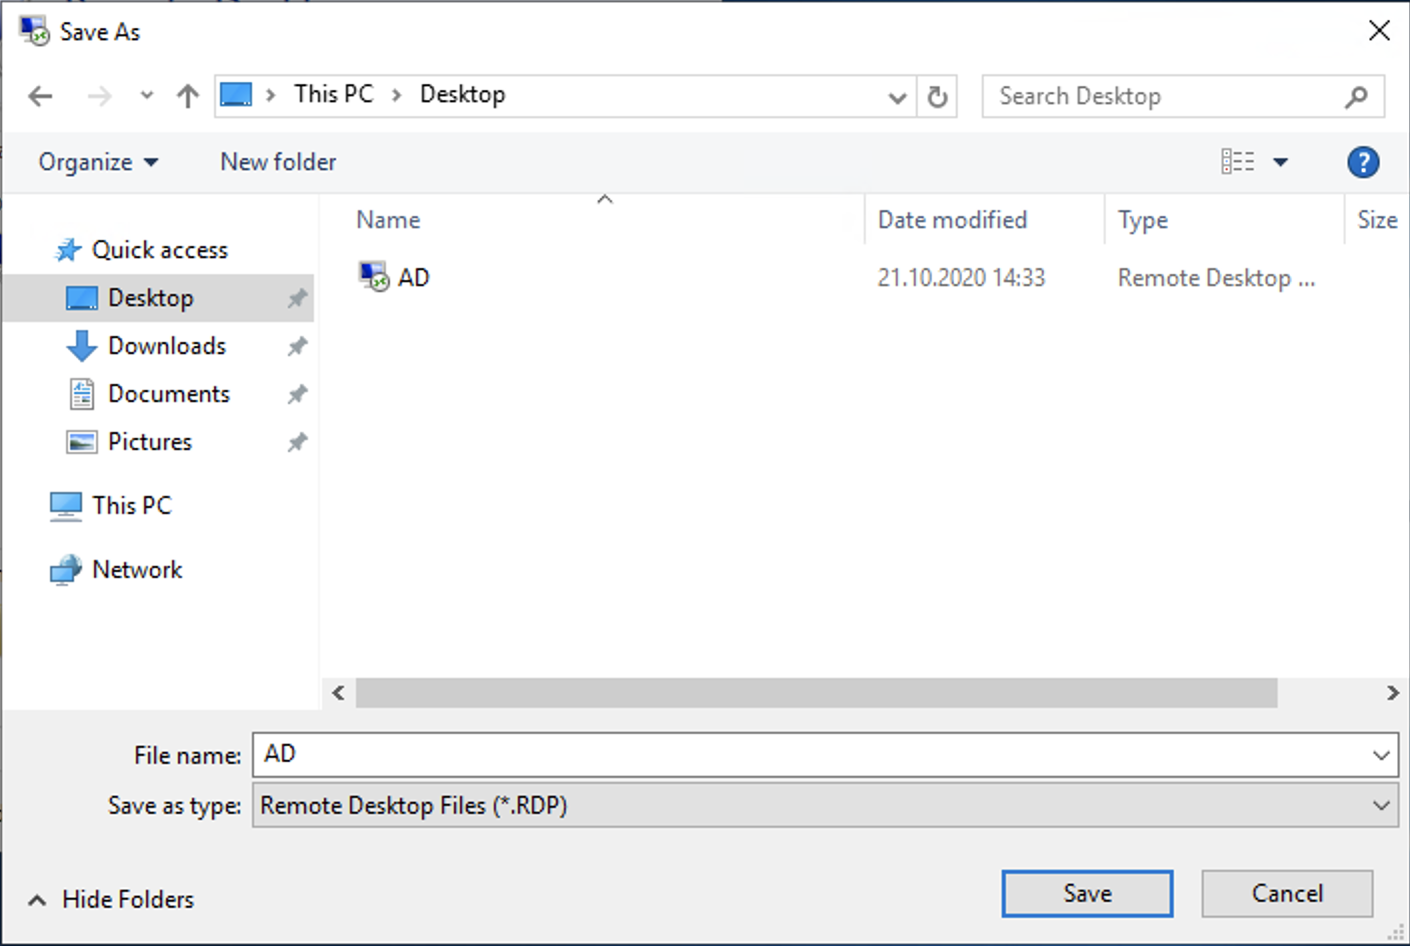 Save As
This PC > Desktop
Search Desktop
Organize
New folder
?
Name
Date modified
Type
Size
Quick access
Desktop
Downloads
Documents
Pictures
This PC
Network
AD
21.10.2020 14:33
Remote Desktop ...
File name: AD
Save as type: Remote Desktop Files (*.RDP)
Hide Folders
Save
Cancel